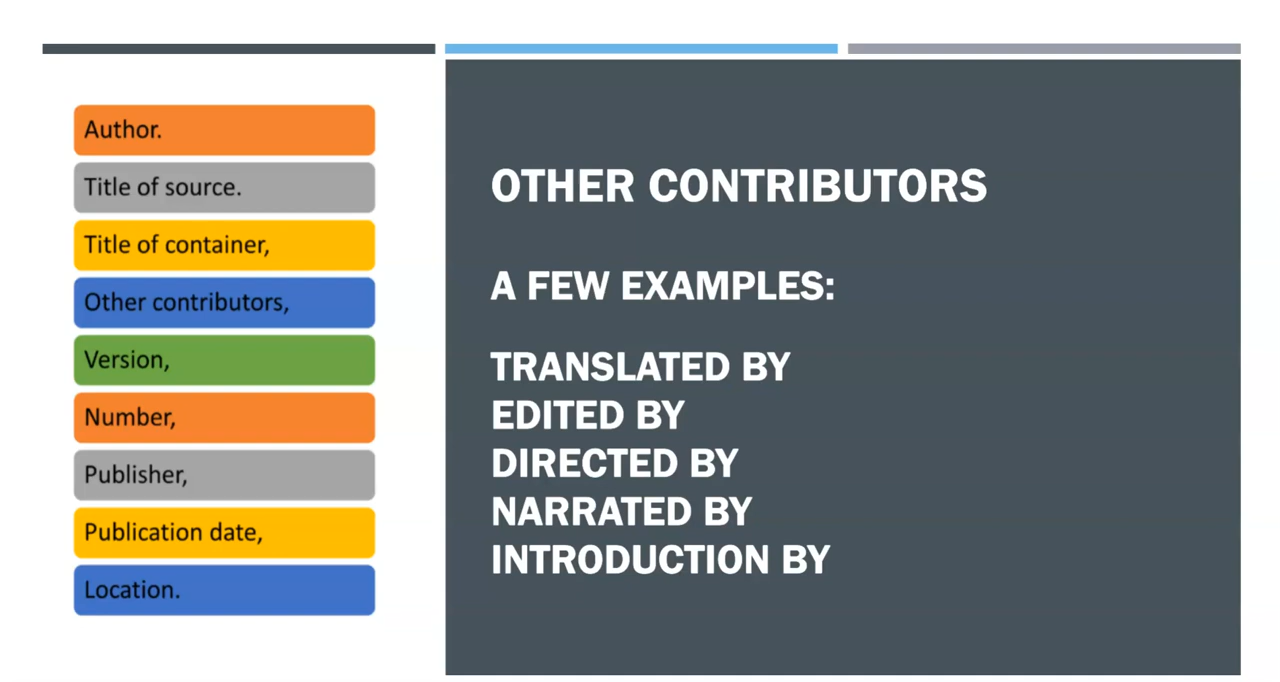 Author.
Title of source.
Title of container,
Other contributors,
Version,
Number,
Publisher,
Publication date,
Location.
OTHER CONTRIBUTORS
A FEW EXAMPLES:
TRANSLATED BY
EDITED BY
DIRECTED BY
NARRATED BY
INTRODUCTION BY